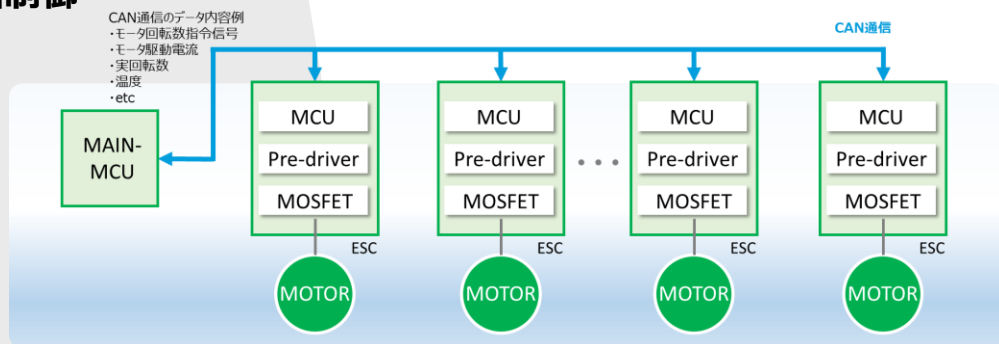 制御
CAN通信のデータ内容例
・モータ回転数指令信号
・モータ駆動電流
・実回転数
・温度
・etc
CAN通信
MAIN-
MCU
MCU
Pre-driver
MOSFET
ESC
MOTOR
MCU
Pre-driver
MOSFET
ESC
MOTOR
• • •
MCU
Pre-driver
MOSFET
ESC
MOTOR
MCU
Pre-driver
MOSFET
ESC
MOTOR